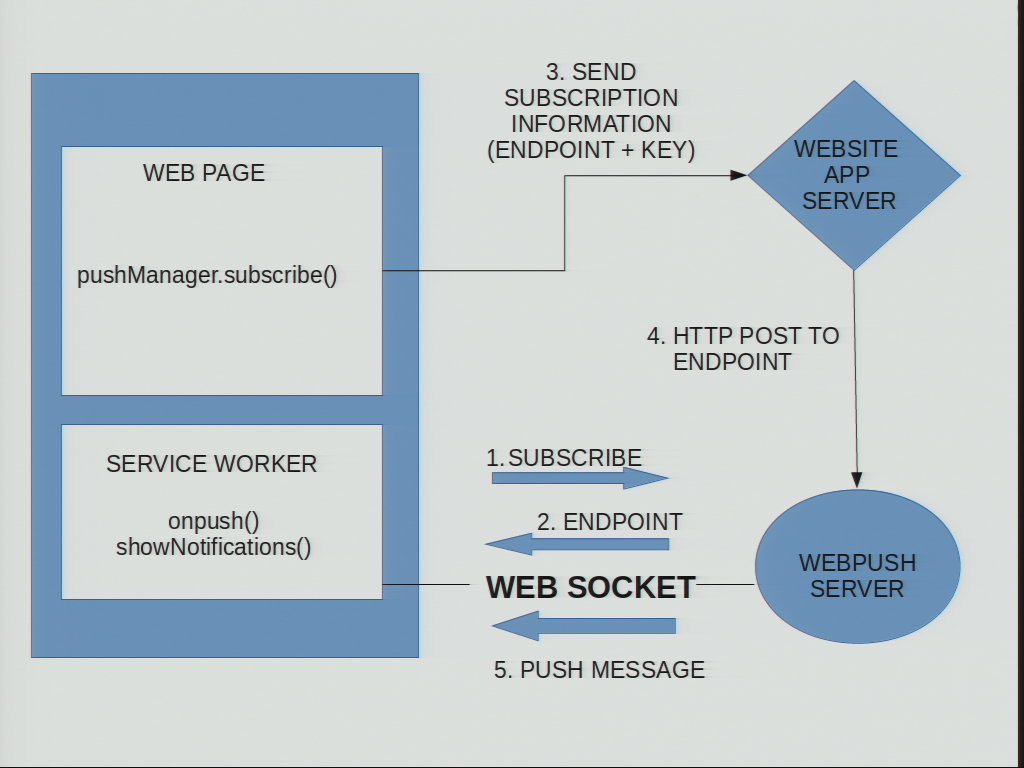 3. SEND
SUBSCRIPTION
INFORMATION
(ENDPOINT + KEY)
WEB PAGE
pushManager.subscribe()
WEBSITE
APP
SERVER
4. HTTP POST TO
ENDPOINT
SERVICE WORKER
onpush()
showNotifications()
1. SUBSCRIBE
2. ENDPOINT
WEB SOCKET
5. PUSH MESSAGE
WEBPUSH
SERVER